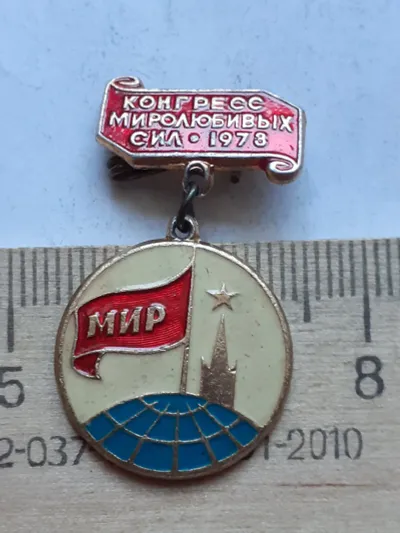 КОНГРЕСС
МИРОЛЮБИВЫХ
СИЛ • 1973
МИР
5
8
2-037
1-2010